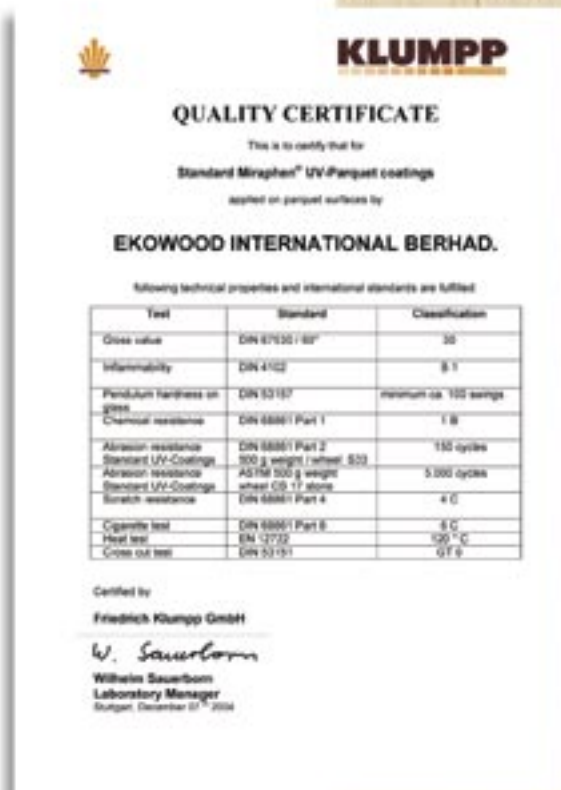 KLUMPP
QUALITY CERTIFICATE
This is to certify that for
Standard Miraphen® UV-Parquet coatings
applied on parquet surfaces by
EKOWOOD INTERNATIONAL BERHAD.
following technical properties and international standards are fulfilled:
Test Standard Classification
Gloss value DIN 67530 / 60° 30
Inflammability DIN 4102 B 1
Pendulum hardness on glass DIN 53157 minimum ca. 100 swings
Chemical resistance DIN 68861 Part 1 1 B
Abrasion resistance DIN 68861 Part 2 150 cycles
Standard UV-Coatings 500 g weight / wheel S33
Abrasion resistance ASTM 500 g weight 5.000 cycles
Standard UV-Coatings wheel CS 17
Scratch resistance DIN 68861 Part 4 4 C
Cigarette test DIN 68861 Part 6 6 C
Heat test EN 12722 120 ° C
Cross cut test DIN 53151 GT 0
Certified by
Friedrich Klumpp GmbH
W. Sauerborn
Wilhelm Sauerborn
Laboratory Manager
Stuttgart, December 07 2004